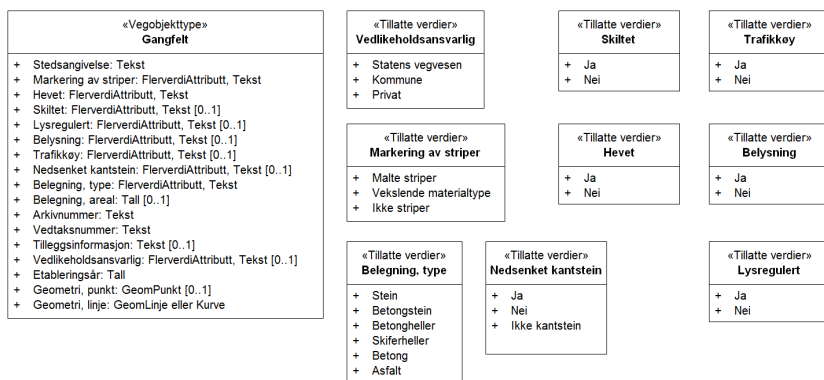 «Vegobjekttype»
Gangfelt
+ Stedsangivelse: Tekst
+ Markering av striper: FlerverdiAttributt, Tekst
+ Hevet: FlerverdiAttributt, Tekst
+ Skiltet: FlerverdiAttributt, Tekst [0..1]
+ Lysregulert: FlerverdiAttributt, Tekst [0..1]
+ Belysning: FlerverdiAttributt, Tekst [0..1]
+ Trafikkøy: FlerverdiAttributt, Tekst [0..1]
+ Nedsenket kantstein: FlerverdiAttributt, Tekst [0..1]
+ Belegning, type: FlerverdiAttributt, Tekst
+ Belegning, areal: Tall [0..1]
+ Arkivnummer: Tekst
+ Vedtaksnummer: Tekst
+ Tilleggsinformasjon: Tekst [0..1]
+ Vedlikeholdsansvarlig: FlerverdiAttributt, Tekst [0..1]
+ Etableringsår: Tall
+ Geometri, punkt: GeomPunkt [0..1]
+ Geometri, linje: GeomLinje eller Kurve
«Tillatte verdier»
Vedlikeholdsansvarlig
+ Statens vegvesen
+ Kommune
+ Privat
«Tillatte verdier»
Skiltet
+ Ja
+ Nei
«Tillatte verdier»
Trafikkøy
+ Ja
+ Nei
«Tillatte verdier»
Markering av striper
+ Malte striper
+ Vekslende materialtype
+ Ikke striper
«Tillatte verdier»
Hevet
+ Ja
+ Nei
«Tillatte verdier»
Belysning
+ Ja
+ Nei
«Tillatte verdier»
Belegning, type
+ Stein
+ Betongstein
+ Betongheller
+ Skiferheller
+ Betong
+ Asfalt
«Tillatte verdier»
Nedsenket kantstein
+ Ja
+ Nei
+ Ikke kantstein
«Tillatte verdier»
Lysregulert
+ Ja
+ Nei